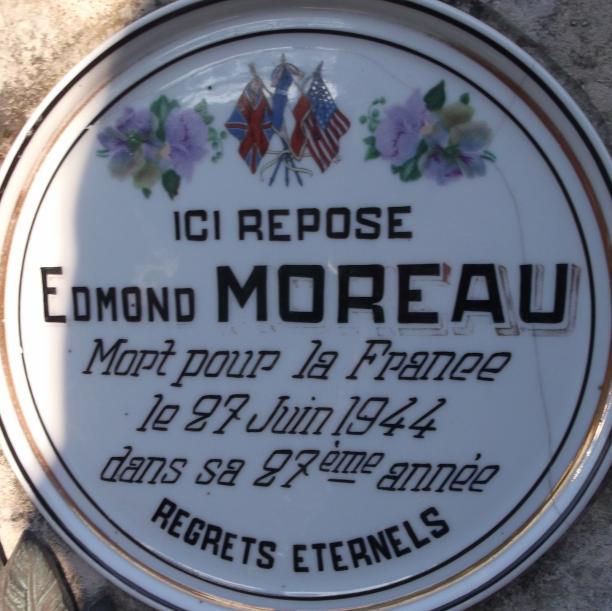 ICI REPOSE
EDMOND MOREAU
Mort pour la France
le 27 Juin 1944
dans sa 27ème année
REGRETS ETERNELS